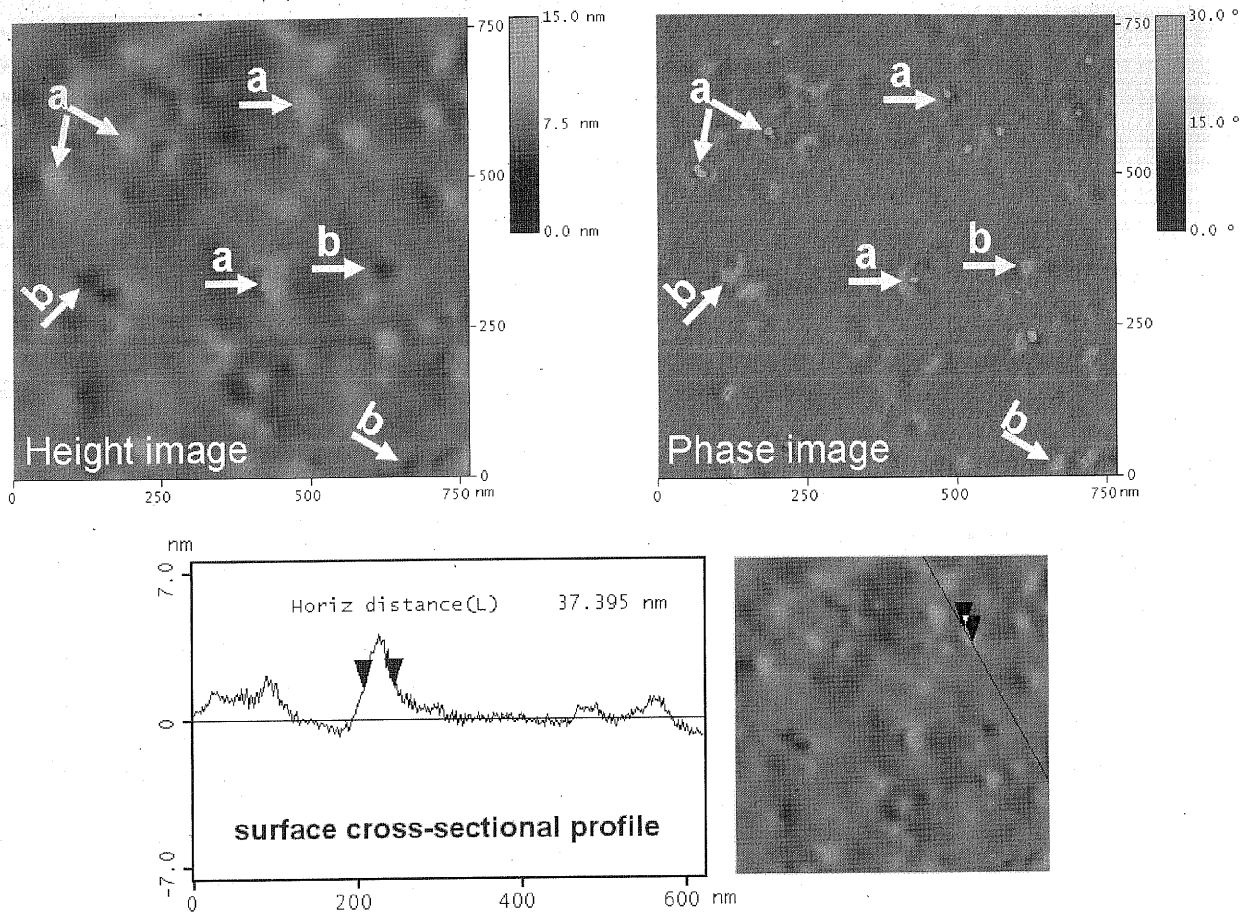 a
a
a
b
b
b
Height image
750
500
250
0
0
250
500
750 nm
15.0 nm
7.5 nm
0.0 nm
a
a
a
b
b
b
Phase image
750
500
250
0
0
250
500
750 nm
30.0 °
15.0 °
0.0 °
nm
7.0
0
-7.0
Horiz distance(L) 37.395 nm
surface cross-sectional profile
0
200
400
600 nm